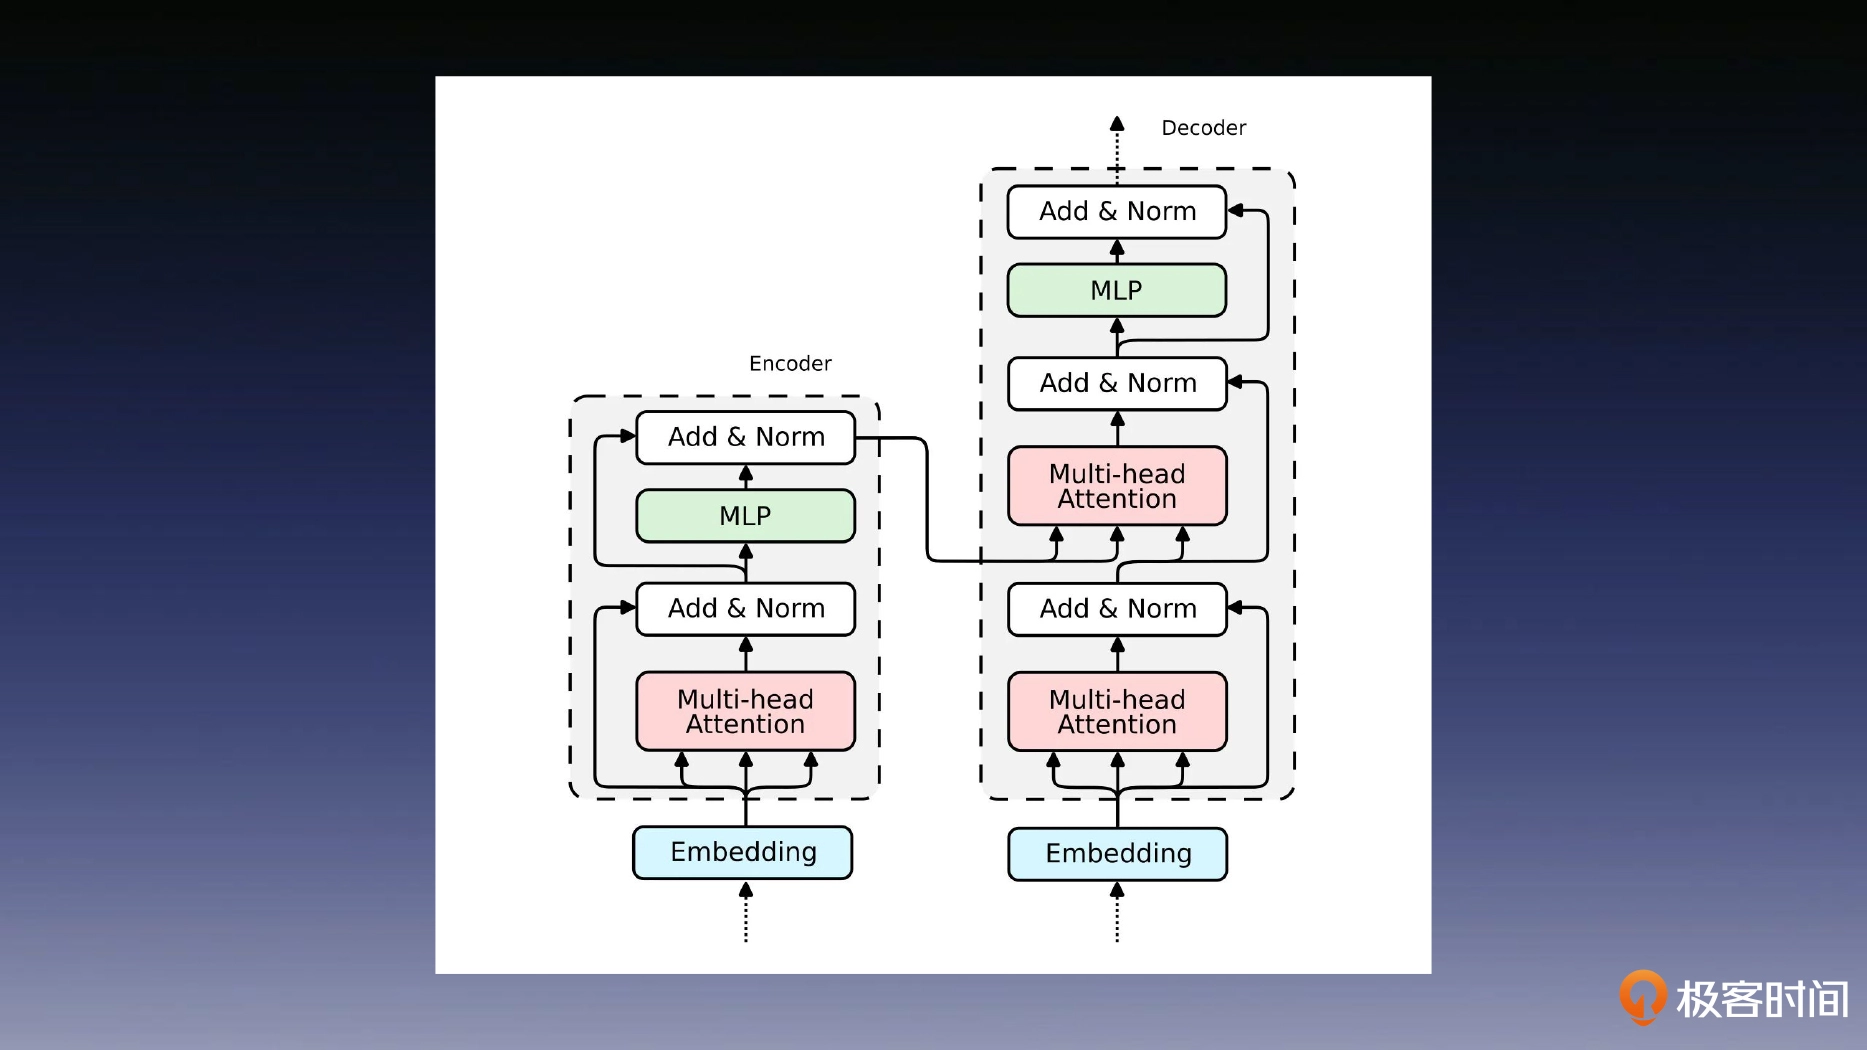 Decoder
Add & Norm
MLP
Add & Norm
Multi-head
Attention
Add & Norm
Multi-head
Attention
Embedding
Encoder
Add & Norm
MLP
Add & Norm
Multi-head
Attention
Embedding
极客时间